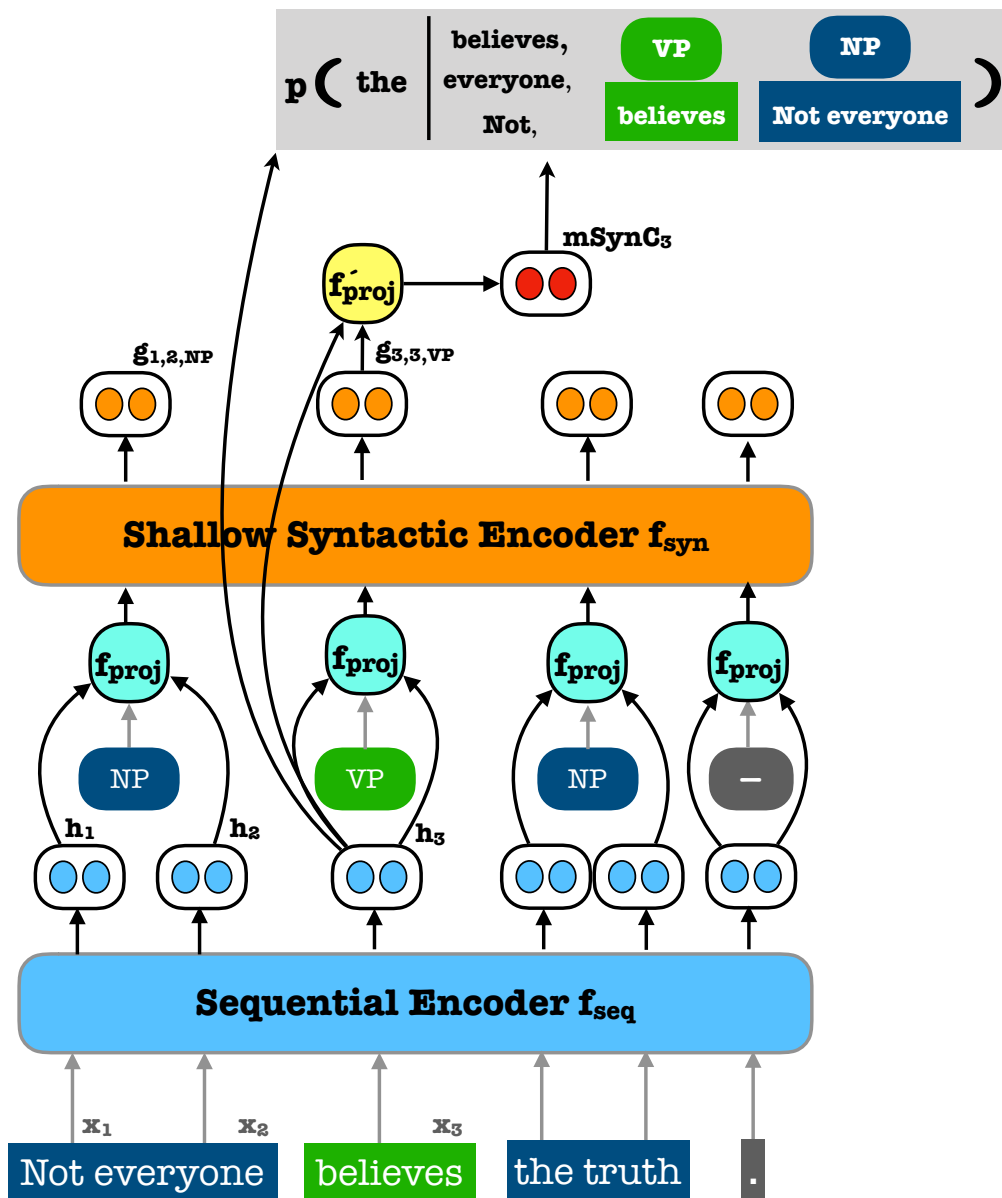 believes, VP NP
p ( the | everyone, believes Not everyone )
Not,
mSynC₃
f´proj
g₁,₂,NP g₃,₃,VP
Shallow Syntactic Encoder fsyn
fproj fproj fproj fproj
NP VP NP –
h₁ h₂ h₃
Sequential Encoder fseq
x₁ x₂ x₃
Not everyone believes the truth .